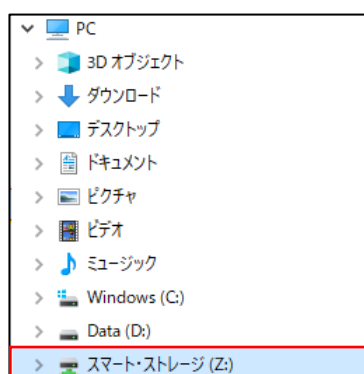 PC
3D オブジェクト
ダウンロード
デスクトップ
ドキュメント
ピクチャ
ビデオ
ミュージック
Windows (C:)
Data (D:)
スマート・ストレージ (Z:)